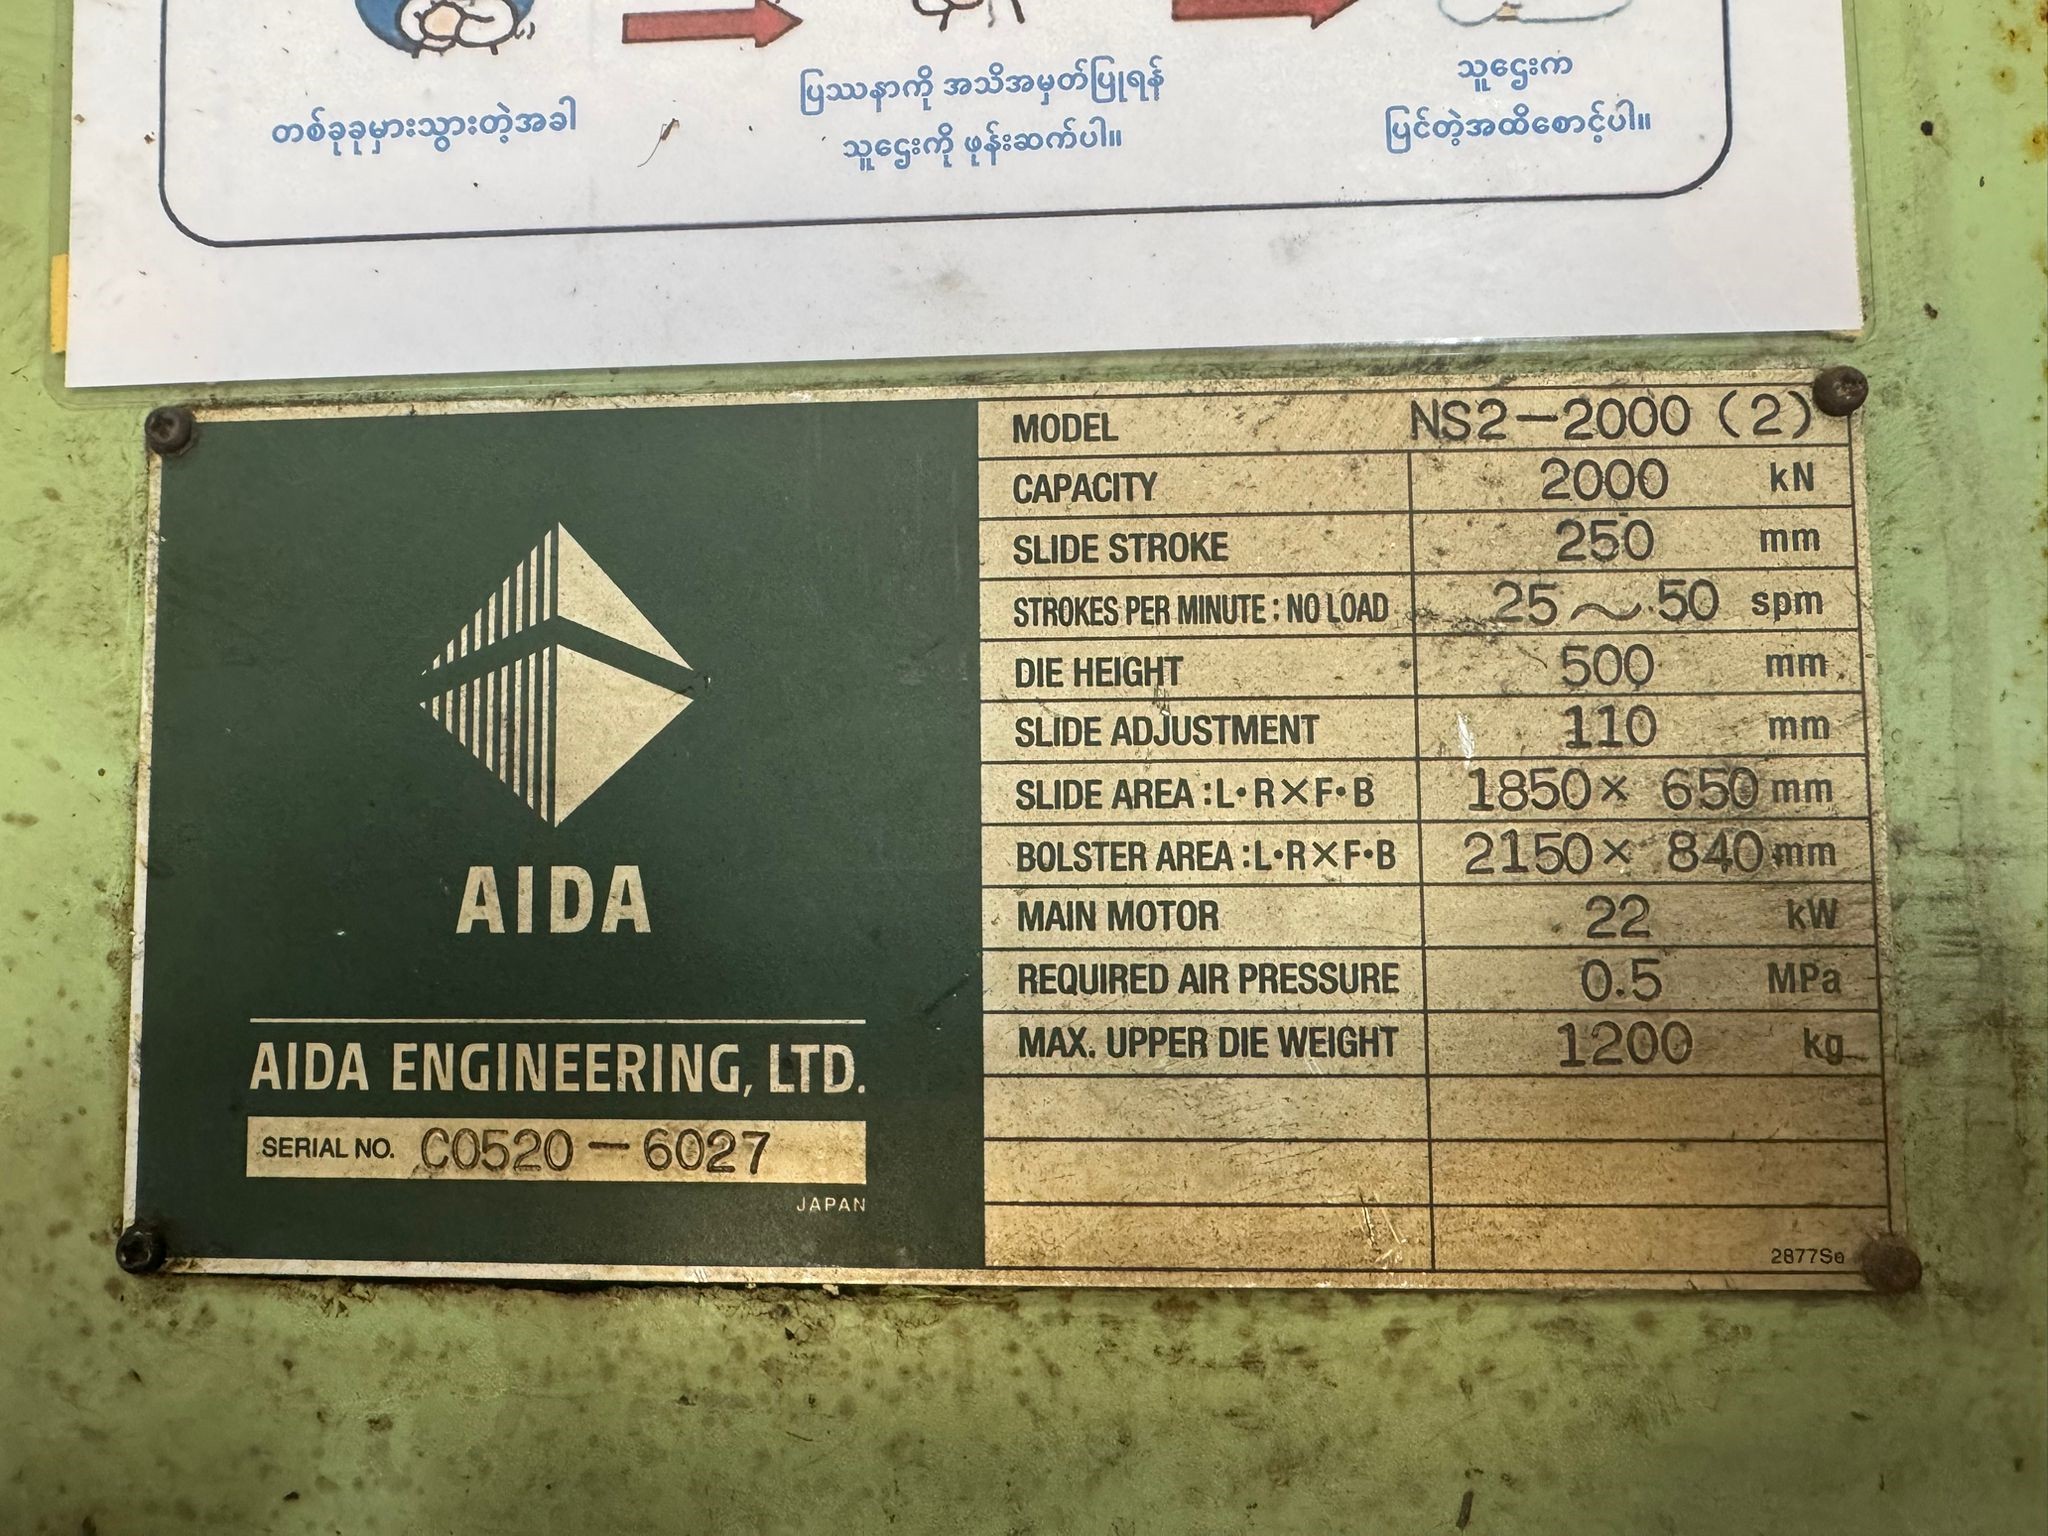 တစ်ခုခုမှားသွားတဲ့အခါ
ပြဿနာကို အသိအမှတ်ပြုရန်
သူဌေးကို ဖုန်းဆက်ပါ။
သူဌေးက
ပြင်တဲ့အထိစောင့်ပါ။
AIDA
AIDA ENGINEERING, LTD.
SERIAL NO. C0520-6027
JAPAN
MODEL NS2-2000 (2)
CAPACITY 2000 kN
SLIDE STROKE 250 mm
STROKES PER MINUTE : NO LOAD 25～50 spm
DIE HEIGHT 500 mm
SLIDE ADJUSTMENT 110 mm
SLIDE AREA : L・R×F・B 1850× 650 mm
BOLSTER AREA : L・R×F・B 2150× 840 mm
MAIN MOTOR 22 kW
REQUIRED AIR PRESSURE 0.5 MPa
MAX. UPPER DIE WEIGHT 1200 kg
2877Se